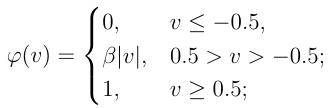 φ(v) = { 0, v ≤ −0.5,
β|v|, 0.5 > v > −0.5;
1, v ≥ 0.5;